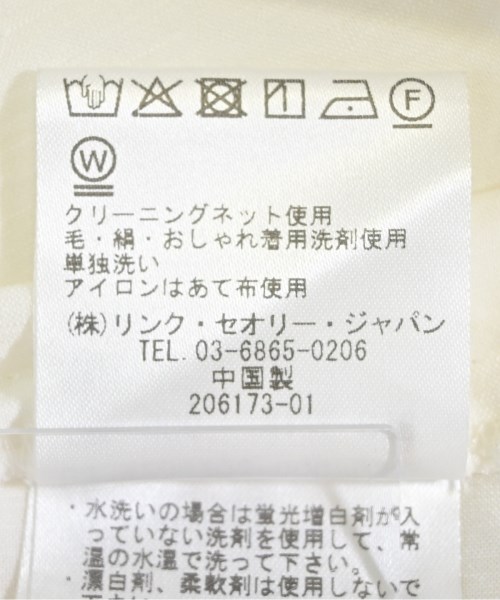 F
W
クリーニングネット使用
毛・絹・おしゃれ着用洗剤使用
単独洗い
アイロンはあて布使用
(株)リンク・セオリー・ジャパン
TEL. 03-6865-0206
中国製
206173-01
・水洗いの場合は蛍光増白剤が入
っていない洗剤を使用して、常
温の水温で洗って下さい。
・漂白剤、柔軟剤は使用しないで
下さい